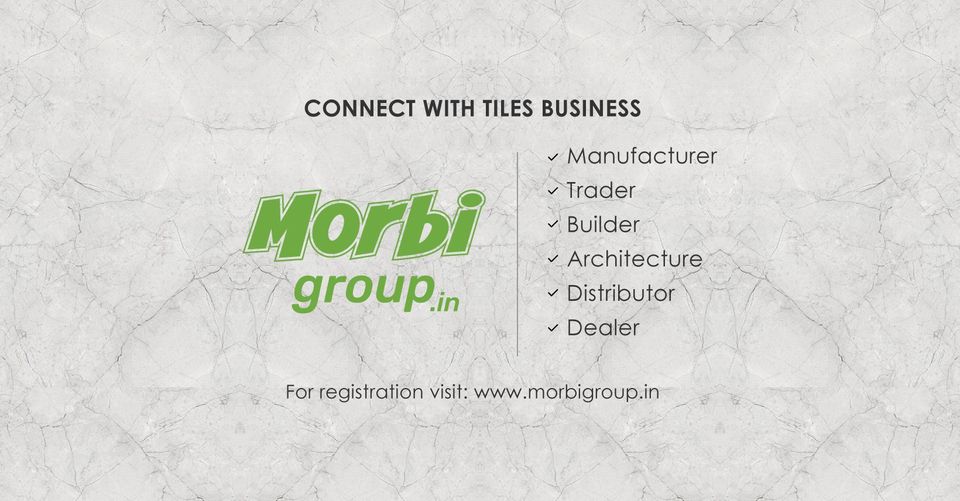 CONNECT WITH TILES BUSINESS
Morbi
group.in
Manufacturer
Trader
Builder
Architecture
Distributor
Dealer
For registration visit: www.morbigroup.in